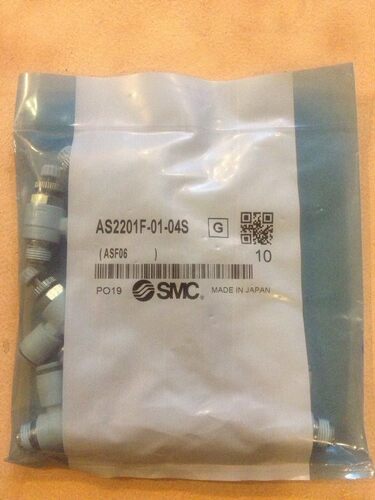 AS2201F-01-04S G
(ASF06 ) 10
PO19 SMC® MADE IN JAPAN